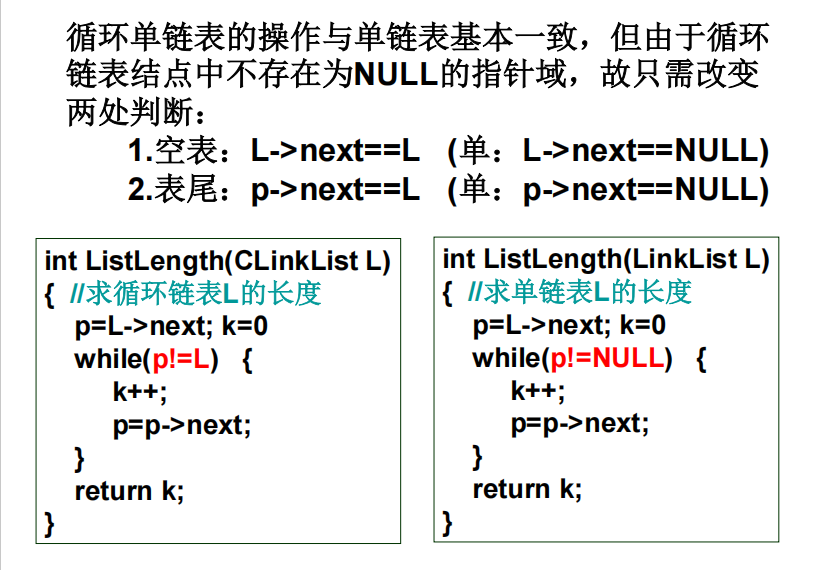 循环单链表的操作与单链表基本一致，但由于循环
链表结点中不存在为NULL的指针域，故只需改变
两处判断：
1.空表：L->next==L (单：L->next==NULL)
2.表尾：p->next==L (单：p->next==NULL)
int ListLength(CLinkList L)
{ //求循环链表L的长度
p=L->next; k=0
while(p!=L) {
k++;
p=p->next;
}
return k;
}
int ListLength(LinkList L)
{ //求单链表L的长度
p=L->next; k=0
while(p!=NULL) {
k++;
p=p->next;
}
return k;
}